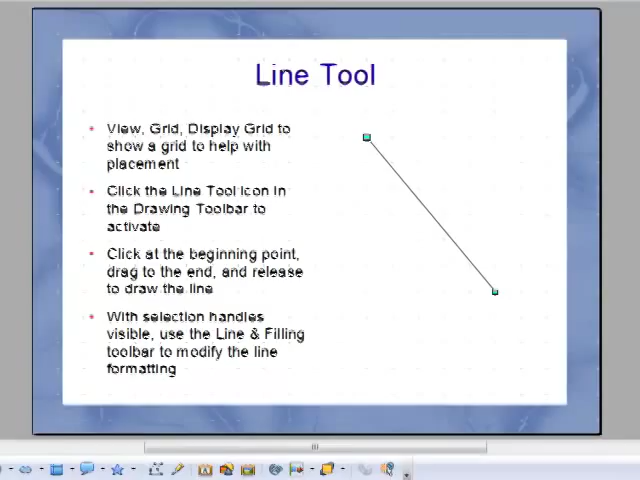 Line Tool
View, Grid, Display Grid to
show a grid to help with
placement
Click the Line Tool icon in
the Drawing Toolbar to
activate
Click at the beginning point,
drag to the end, and release
to draw the line
With selection handles
visible, use the Line & Filling
toolbar to modify the line
formatting